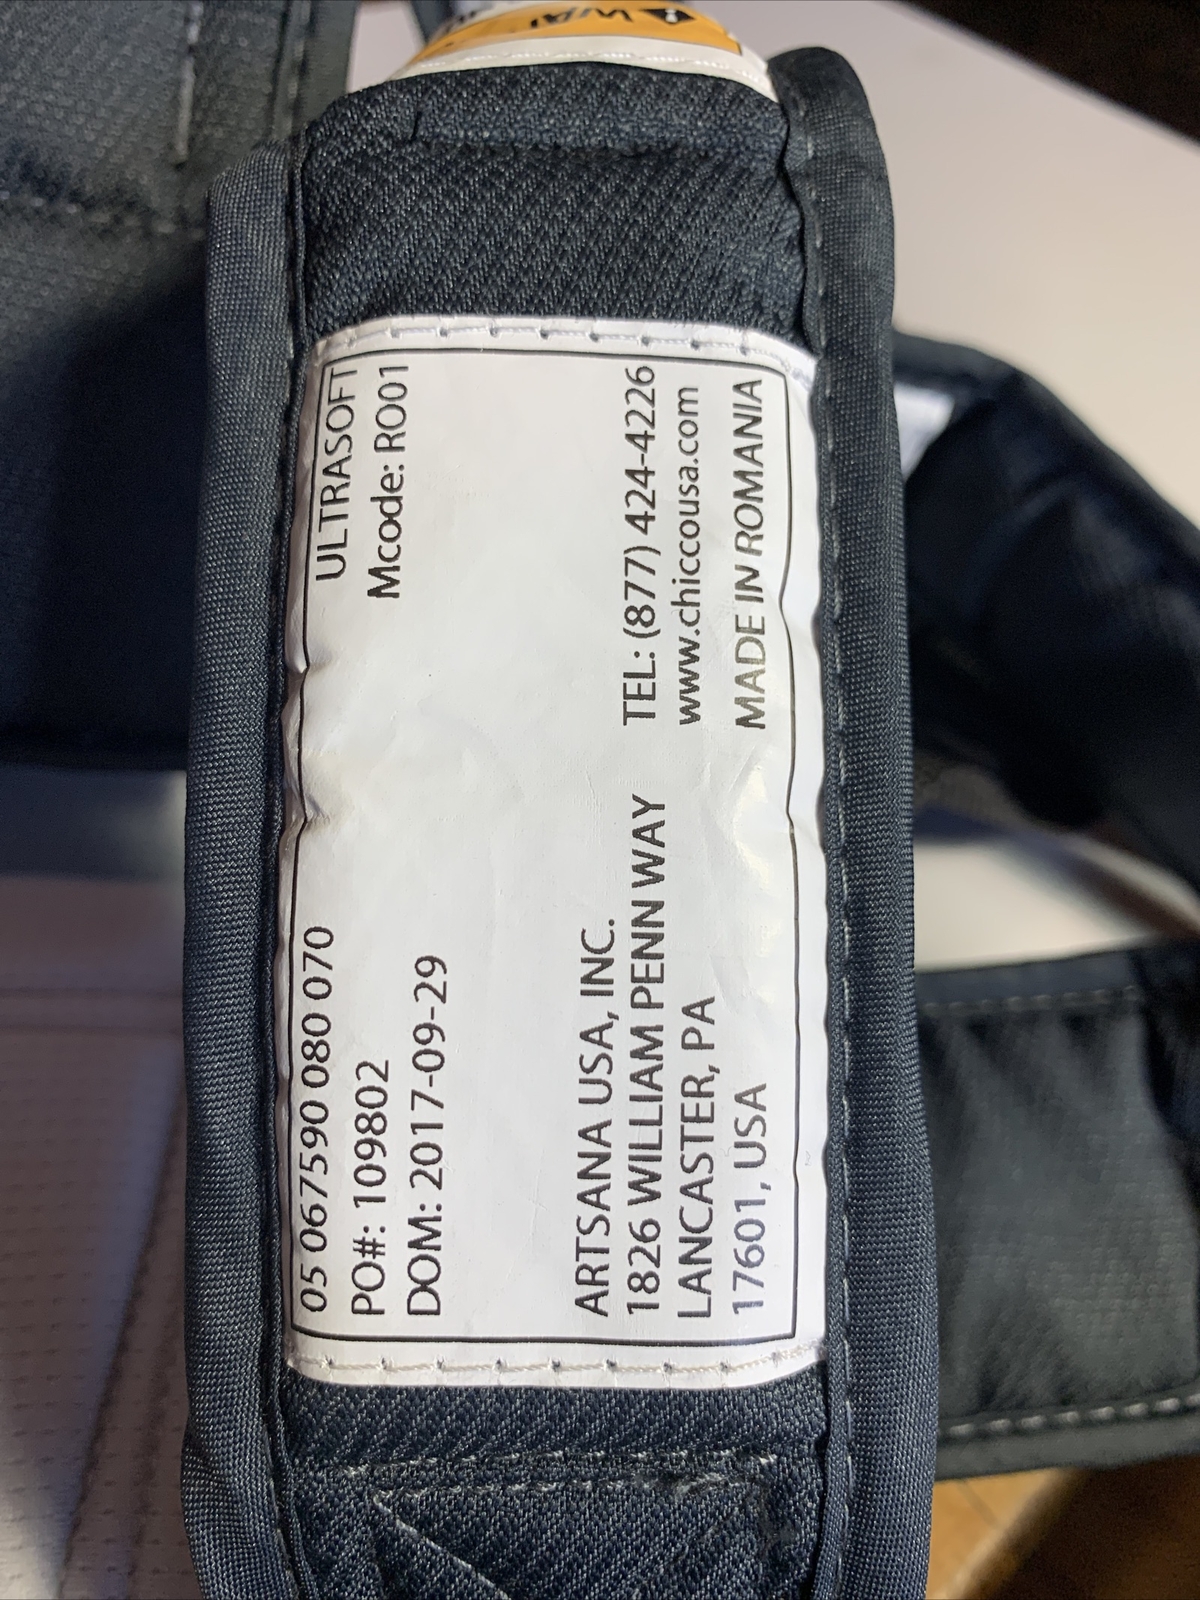 05 067590 080 070 ULTRASOFT
PO#: 109802 Mcode: RO01
DOM: 2017-09-29
ARTSANA USA, INC.
1826 WILLIAM PENN WAY TEL: (877) 424-4226
LANCASTER, PA www.chiccousa.com
17601, USA MADE IN ROMANIA